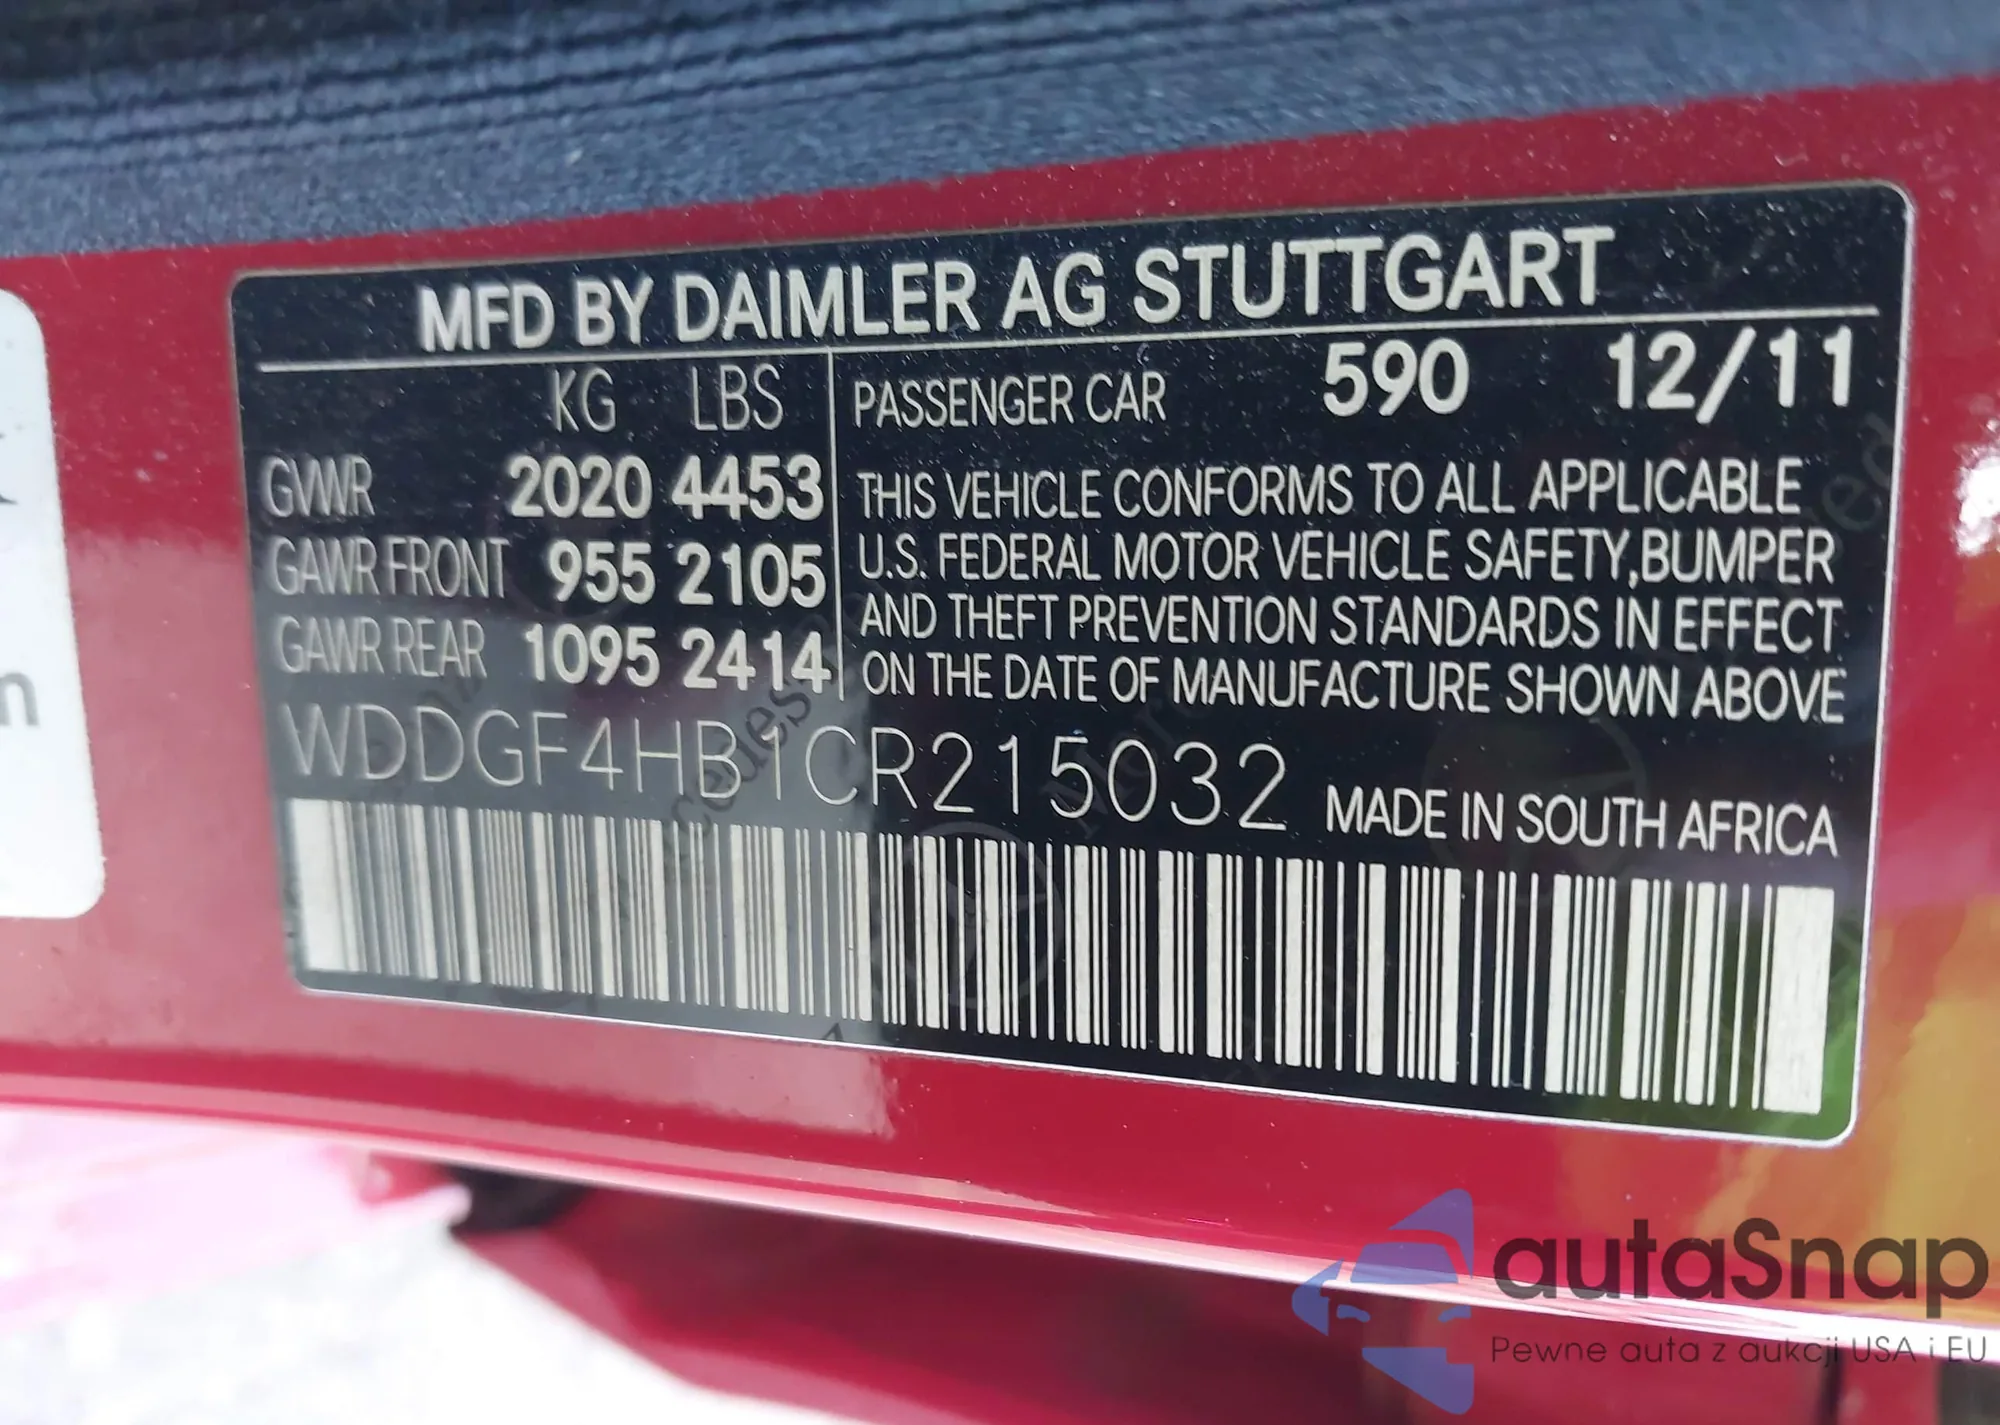 MFD BY DAIMLER AG STUTTGART
KG LBS
GVWR 2020 4453
GAWR FRONT 955 2105
GAWR REAR 1095 2414
PASSENGER CAR 590 12/11
THIS VEHICLE CONFORMS TO ALL APPLICABLE
U.S. FEDERAL MOTOR VEHICLE SAFETY,BUMPER
AND THEFT PREVENTION STANDARDS IN EFFECT
ON THE DATE OF MANUFACTURE SHOWN ABOVE
WDDGF4HB1CR215032
MADE IN SOUTH AFRICA
autaSnap
Pewne auta z aukcji USA i EU